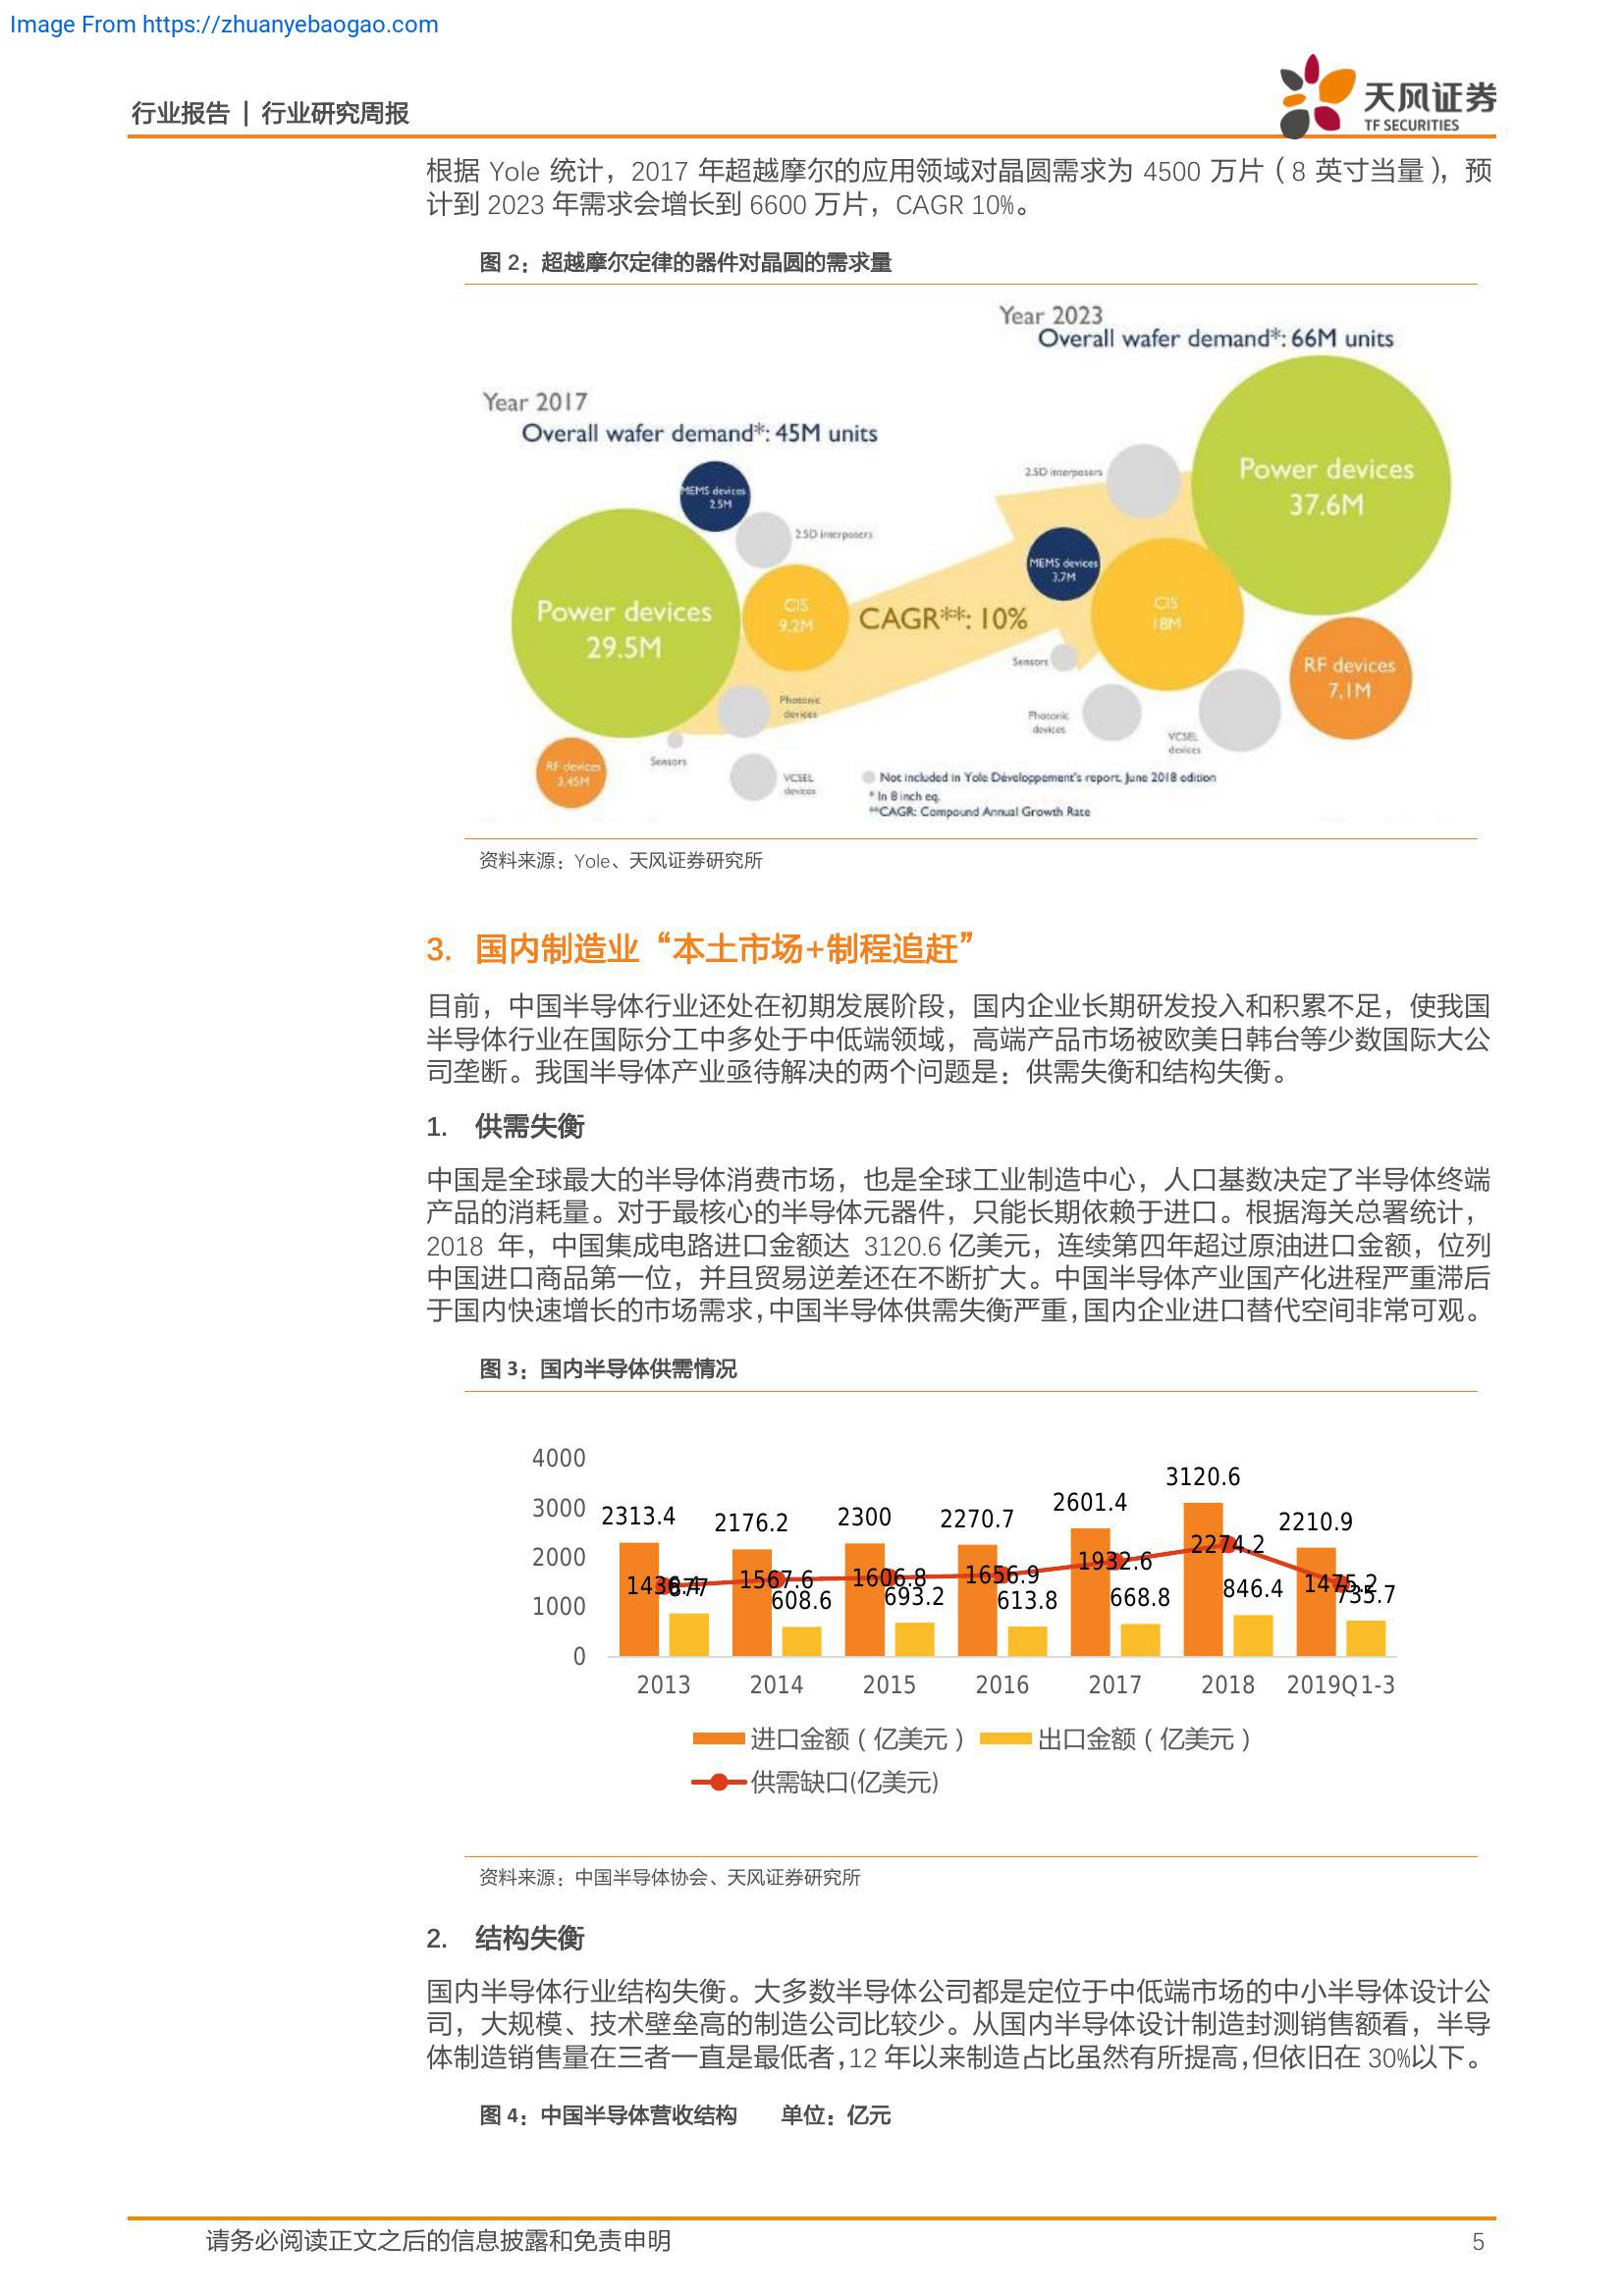 Image From https://zhuanyebaogao.com
行业报告 | 行业研究周报
天风证券
TF SECURITIES
根据 Yole 统计，2017 年超越摩尔的应用领域对晶圆需求为 4500 万片（8 英寸当量），预
计到 2023 年需求会增长到 6600 万片，CAGR 10%。
图 2：超越摩尔定律的器件对晶圆的需求量
Year 2023
Overall wafer demand*: 66M units
Year 2017
Overall wafer demand*: 45M units
MEMS devices
2.5M
2.5D interposers
Power devices
29.5M
CIS
9,2M
Photonic
devices
Sensors
RF devices
3,45M
VCSEL
devices
CAGR**: 10%
2.5D interposers
Power devices
37.6M
MEMS devices
3,7M
CIS
18M
Sensors
RF devices
7,1M
Photonic
devices
VCSEL
devices
Not included in Yole Développement's report, June 2018 edition
* In 8 inch eq.
**CAGR: Compound Annual Growth Rate
资料来源：Yole、天风证券研究所
3. 国内制造业“本土市场+制程追赶”
目前，中国半导体行业还处在初期发展阶段，国内企业长期研发投入和积累不足，使我国
半导体行业在国际分工中多处于中低端领域，高端产品市场被欧美日韩台等少数国际大公
司垄断。我国半导体产业亟待解决的两个问题是：供需失衡和结构失衡。
1. 供需失衡
中国是全球最大的半导体消费市场，也是全球工业制造中心，人口基数决定了半导体终端
产品的消耗量。对于最核心的半导体元器件，只能长期依赖于进口。根据海关总署统计，
2018 年，中国集成电路进口金额达 3120.6 亿美元，连续第四年超过原油进口金额，位列
中国进口商品第一位，并且贸易逆差还在不断扩大。中国半导体产业国产化进程严重滞后
于国内快速增长的市场需求，中国半导体供需失衡严重，国内企业进口替代空间非常可观。
图 3：国内半导体供需情况
4000
3000
2000
1000
0
2313.4 2176.2 2300 2270.7 2601.4 3120.6 2210.9
1436.4 1567.6 1606.8 1656.9 1932.6 2274.2 1475.2
877 608.6 693.2 613.8 668.8 846.4 735.7
2013 2014 2015 2016 2017 2018 2019Q1-3
进口金额（亿美元） 出口金额（亿美元）
供需缺口(亿美元)
资料来源：中国半导体协会、天风证券研究所
2. 结构失衡
国内半导体行业结构失衡。大多数半导体公司都是定位于中低端市场的中小半导体设计公
司，大规模、技术壁垒高的制造公司比较少。从国内半导体设计制造封测销售额看，半导
体制造销售量在三者一直是最低者，12 年以来制造占比虽然有所提高，但依旧在 30%以下。
图 4：中国半导体营收结构 单位：亿元
请务必阅读正文之后的信息披露和免责申明
5